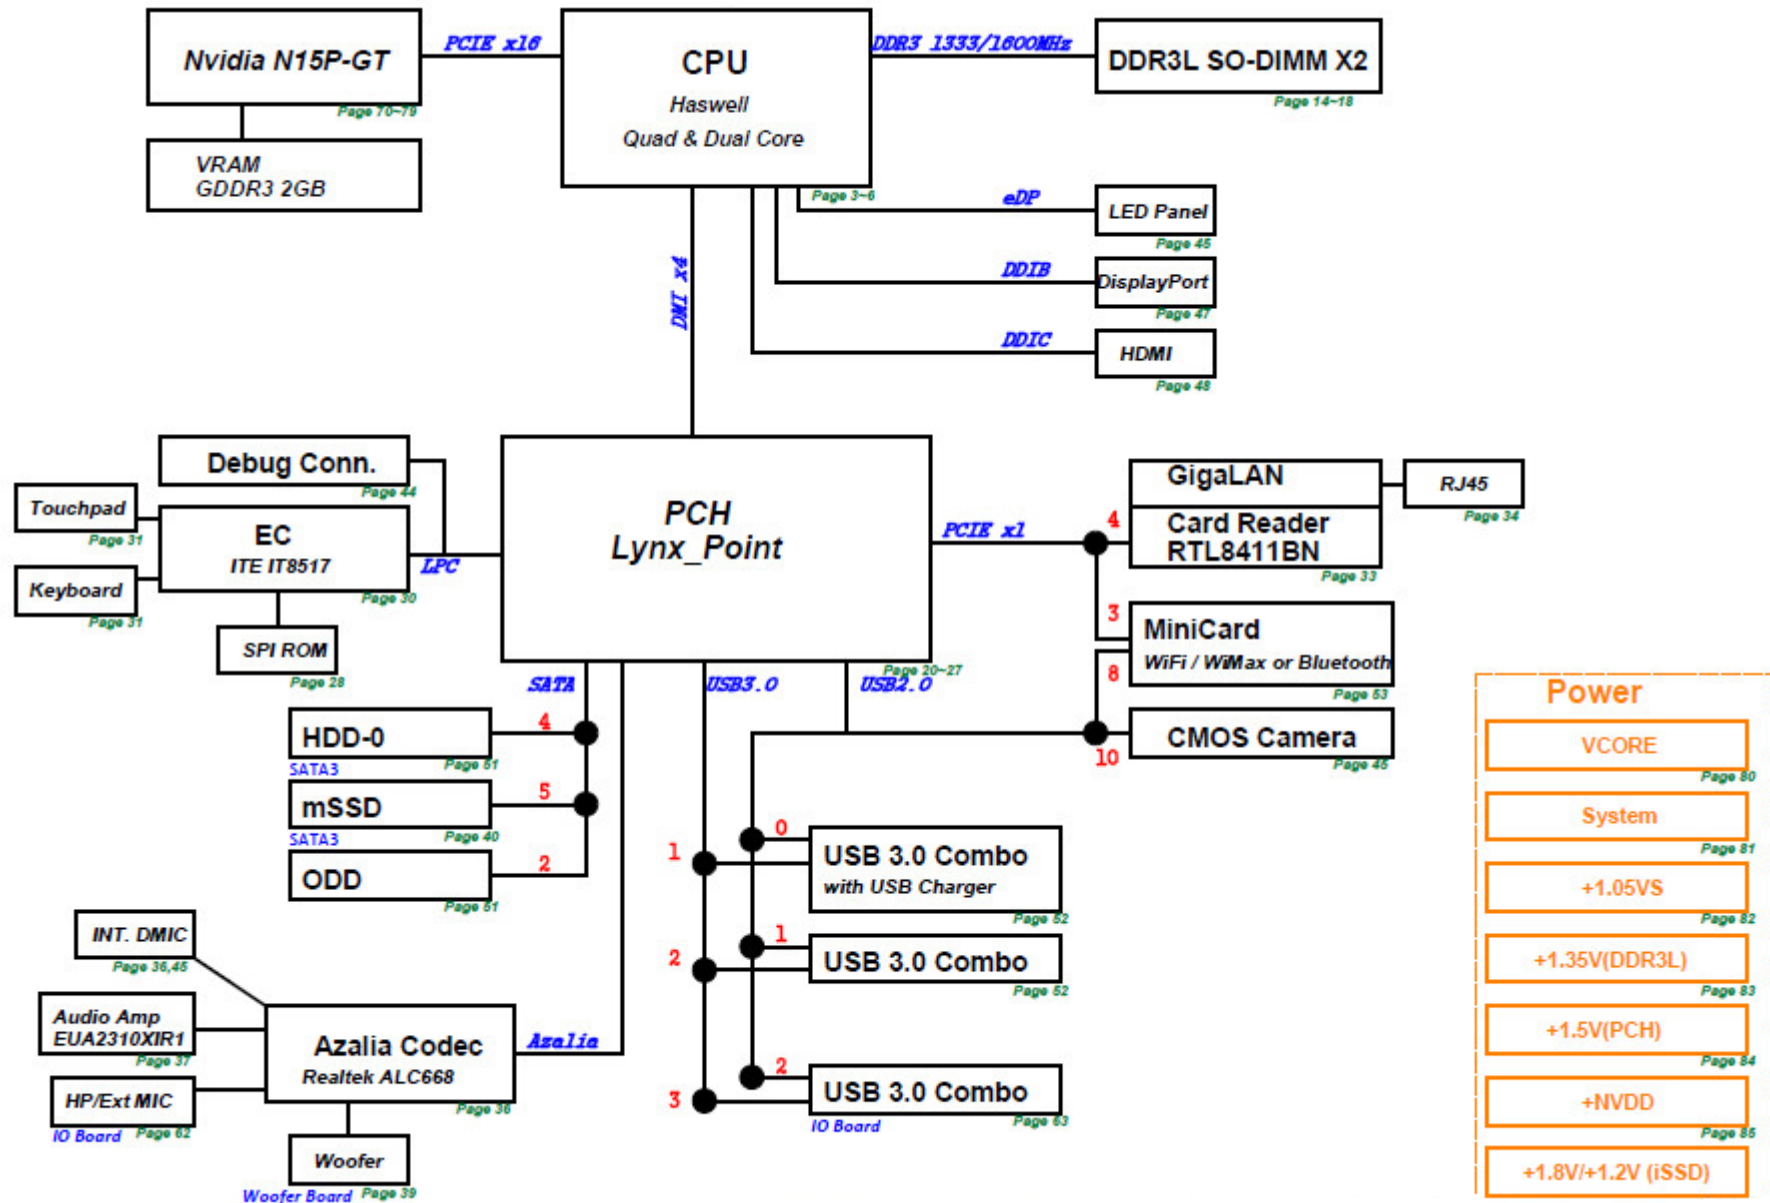 Nvidia N15P-GT
Page 70~79
PCIE x16
CPU
Haswell
Quad & Dual Core
Page 3~6
DDR3 1333/1600MHz
DDR3L SO-DIMM X2
Page 14~18
VRAM
GDDR3 2GB
eDP
LED Panel
Page 45
DDIB
DisplayPort
Page 47
DDIC
HDMI
Page 48
DMI x4
Debug Conn.
Page 44
Touchpad
Page 31
EC
ITE IT8517
Page 30
LPC
Keyboard
Page 31
SPI ROM
Page 28
PCH
Lynx_Point
Page 20~27
PCIE x1
4
GigaLAN
RJ45
Page 34
Card Reader
RTL8411BN
Page 33
3
MiniCard
WiFi / WiMax or Bluetooth
Page 53
8
CMOS Camera
Page 45
10
SATA
USB3.0
USB2.0
HDD-0
4
SATA3
Page 51
mSSD
5
SATA3
Page 40
ODD
2
Page 51
0
1
USB 3.0 Combo
with USB Charger
Page 52
1
2
USB 3.0 Combo
Page 52
2
3
USB 3.0 Combo
IO Board
Page 63
INT. DMIC
Page 36,45
Audio Amp
EUA2310XIR1
Page 37
HP/Ext MIC
IO Board
Page 62
Azalia Codec
Realtek ALC668
Page 36
Azalia
Woofer
Woofer Board
Page 39
Power
VCORE
Page 80
System
Page 81
+1.05VS
Page 82
+1.35V(DDR3L)
Page 83
+1.5V(PCH)
Page 84
+NVDD
Page 85
+1.8V/+1.2V (iSSD)